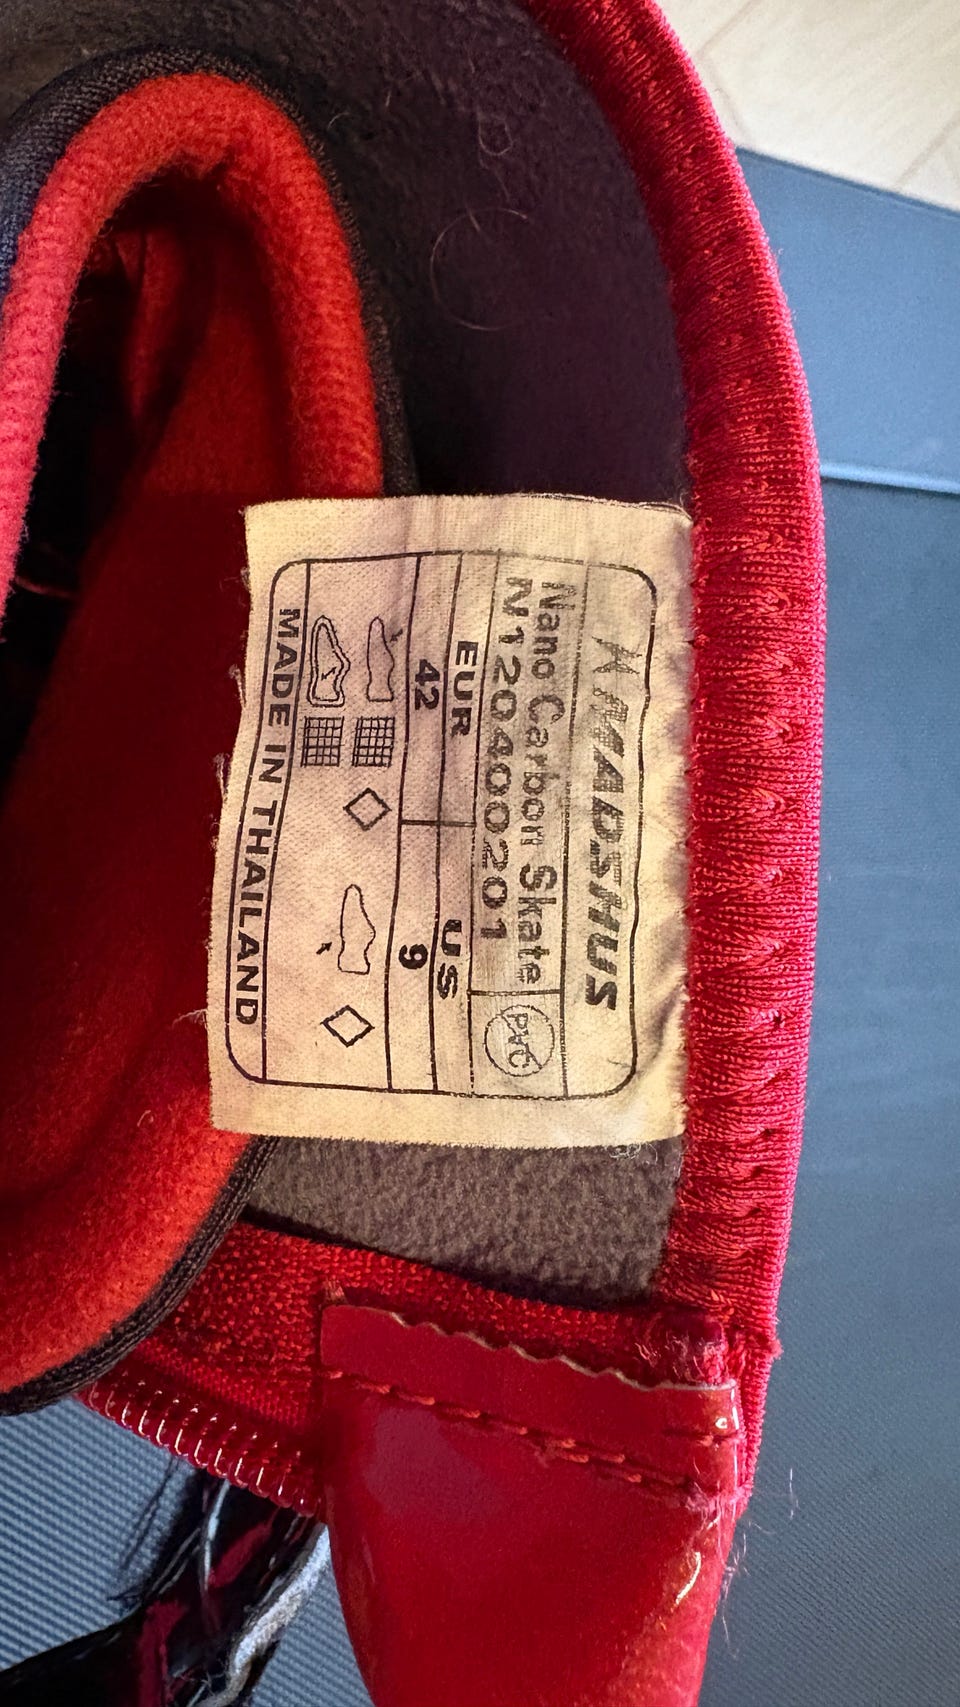 MADSHUS
Nano Carbon Skate
N120400201
PVC
EUR
US
42
9
MADE IN THAILAND